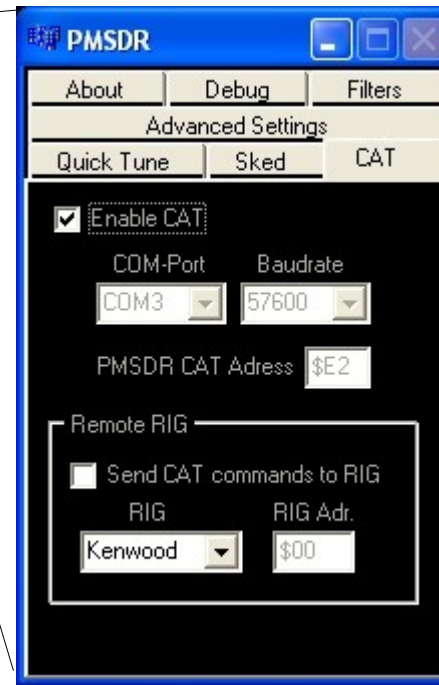 PMSDR
About Debug Filters
Advanced Settings
Quick Tune Sked CAT
Enable CAT
COM-Port Baudrate
COM3 57600
PMSDR CAT Adress $E2
Remote RIG
Send CAT commands to RIG
RIG RIG Adr.
Kenwood $00